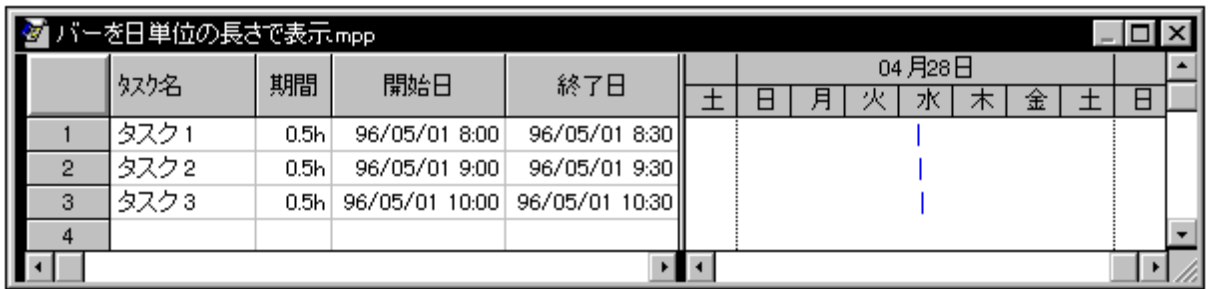 バーを日単位の長さで表示.mpp
ﾀｽｸ名 期間 開始日 終了日 04月28日
土 日 月 火 水 木 金 土 日
1 タスク1 0.5h 96/05/01 8:00 96/05/01 8:30
2 タスク2 0.5h 96/05/01 9:00 96/05/01 9:30
3 タスク3 0.5h 96/05/01 10:00 96/05/01 10:30
4